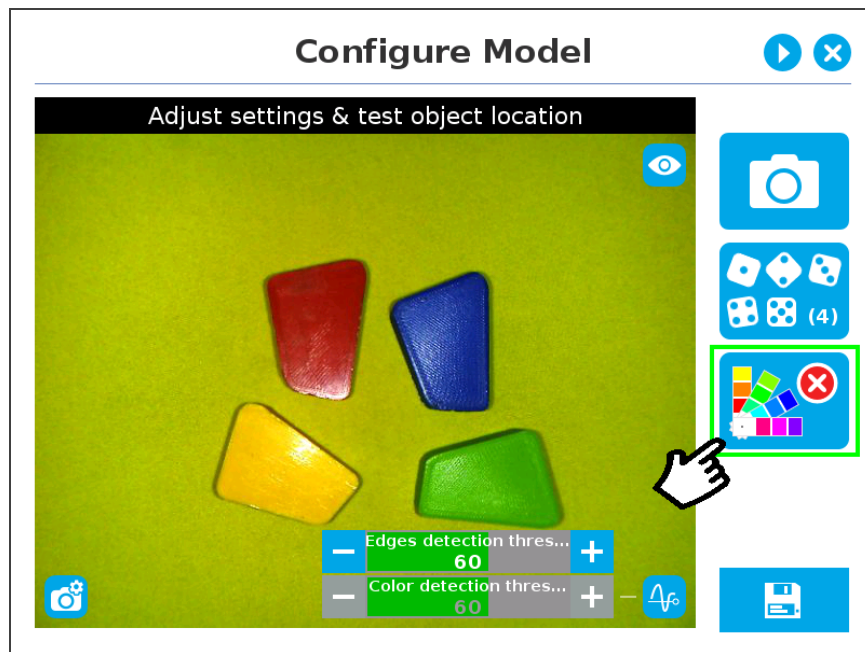 Configure Model
Adjust settings & test object location
(4)
Edges detection thres...
60
Color detection thres...
60